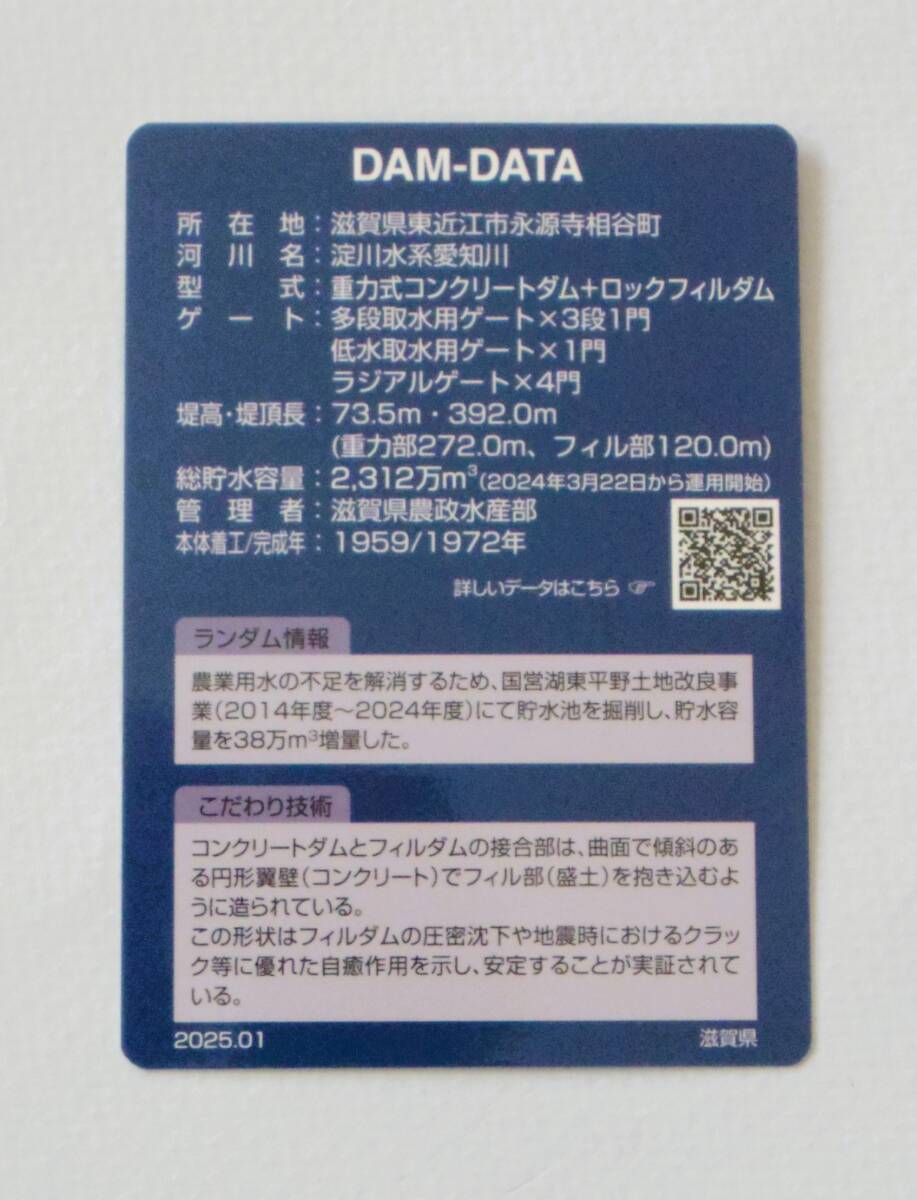 DAM-DATA
所在地：滋賀県東近江市永源寺相谷町
河川名：淀川水系愛知川
型式：重力式コンクリートダム+ロックフィルダム
ゲート：多段取水用ゲート×3段1門
低水取水用ゲート×1門
ラジアルゲート×4門
堤高・堤頂長：73.5m・392.0m
(重力部272.0m、フィル部120.0m)
総貯水容量：2,312万m³(2024年3月22日から運用開始)
管理者：滋賀県農政水産部
本体着工/完成年：1959/1972年
詳しいデータはこちら ☞
ランダム情報
農業用水の不足を解消するため、国営湖東平野土地改良事
業(2014年度～2024年度)にて貯水池を掘削し、貯水容
量を38万m³増量した。
こだわり技術
コンクリートダムとフィルダムの接合部は、曲面で傾斜のあ
る円形翼壁(コンクリート)でフィル部(盛土)を抱き込むよ
うに造られている。
この形状はフィルダムの圧密沈下や地震時におけるクラッ
ク等に優れた自癒作用を示し、安定することが実証されて
いる。
2025.01
滋賀県